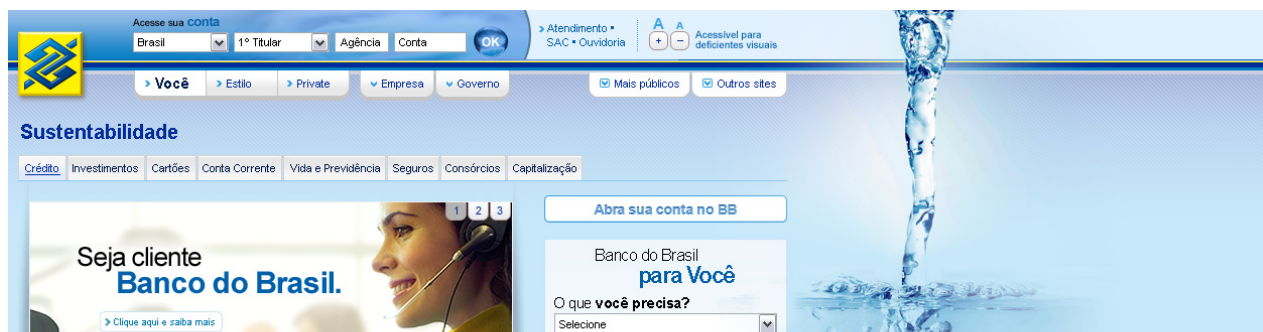 Acesse sua conta
Brasil 1º Titular Agência Conta OK
Atendimento
SAC • Ouvidoria
A A
+ −
Acessível para
deficientes visuais
Você Estilo Private Empresa Governo Mais públicos Outros sites
Sustentabilidade
Crédito Investimentos Cartões Conta Corrente Vida e Previdência Seguros Consórcios Capitalização
1 2 3
Seja cliente
Banco do Brasil.
Clique aqui e saiba mais
Abra sua conta no BB
Banco do Brasil
para Você
O que você precisa?
Selecione